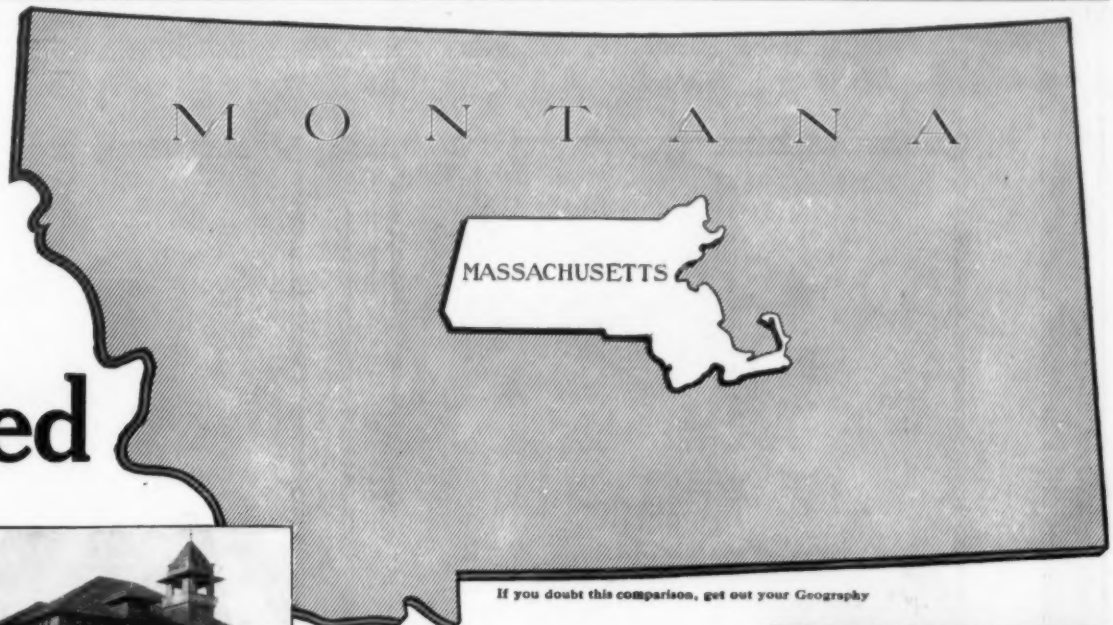 MONTANA
MASSACHUSETTS
ed
If you doubt this comparison, get out your Geography